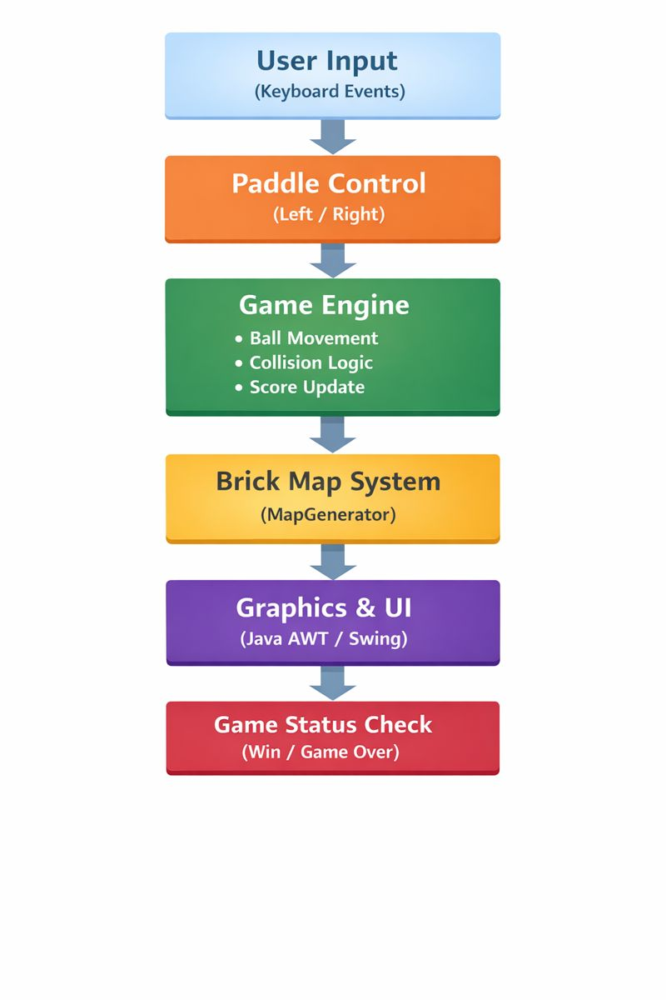 User Input
(Keyboard Events)
Paddle Control
(Left / Right)
Game Engine
• Ball Movement
• Collision Logic
• Score Update
Brick Map System
(MapGenerator)
Graphics & UI
(Java AWT / Swing)
Game Status Check
(Win / Game Over)